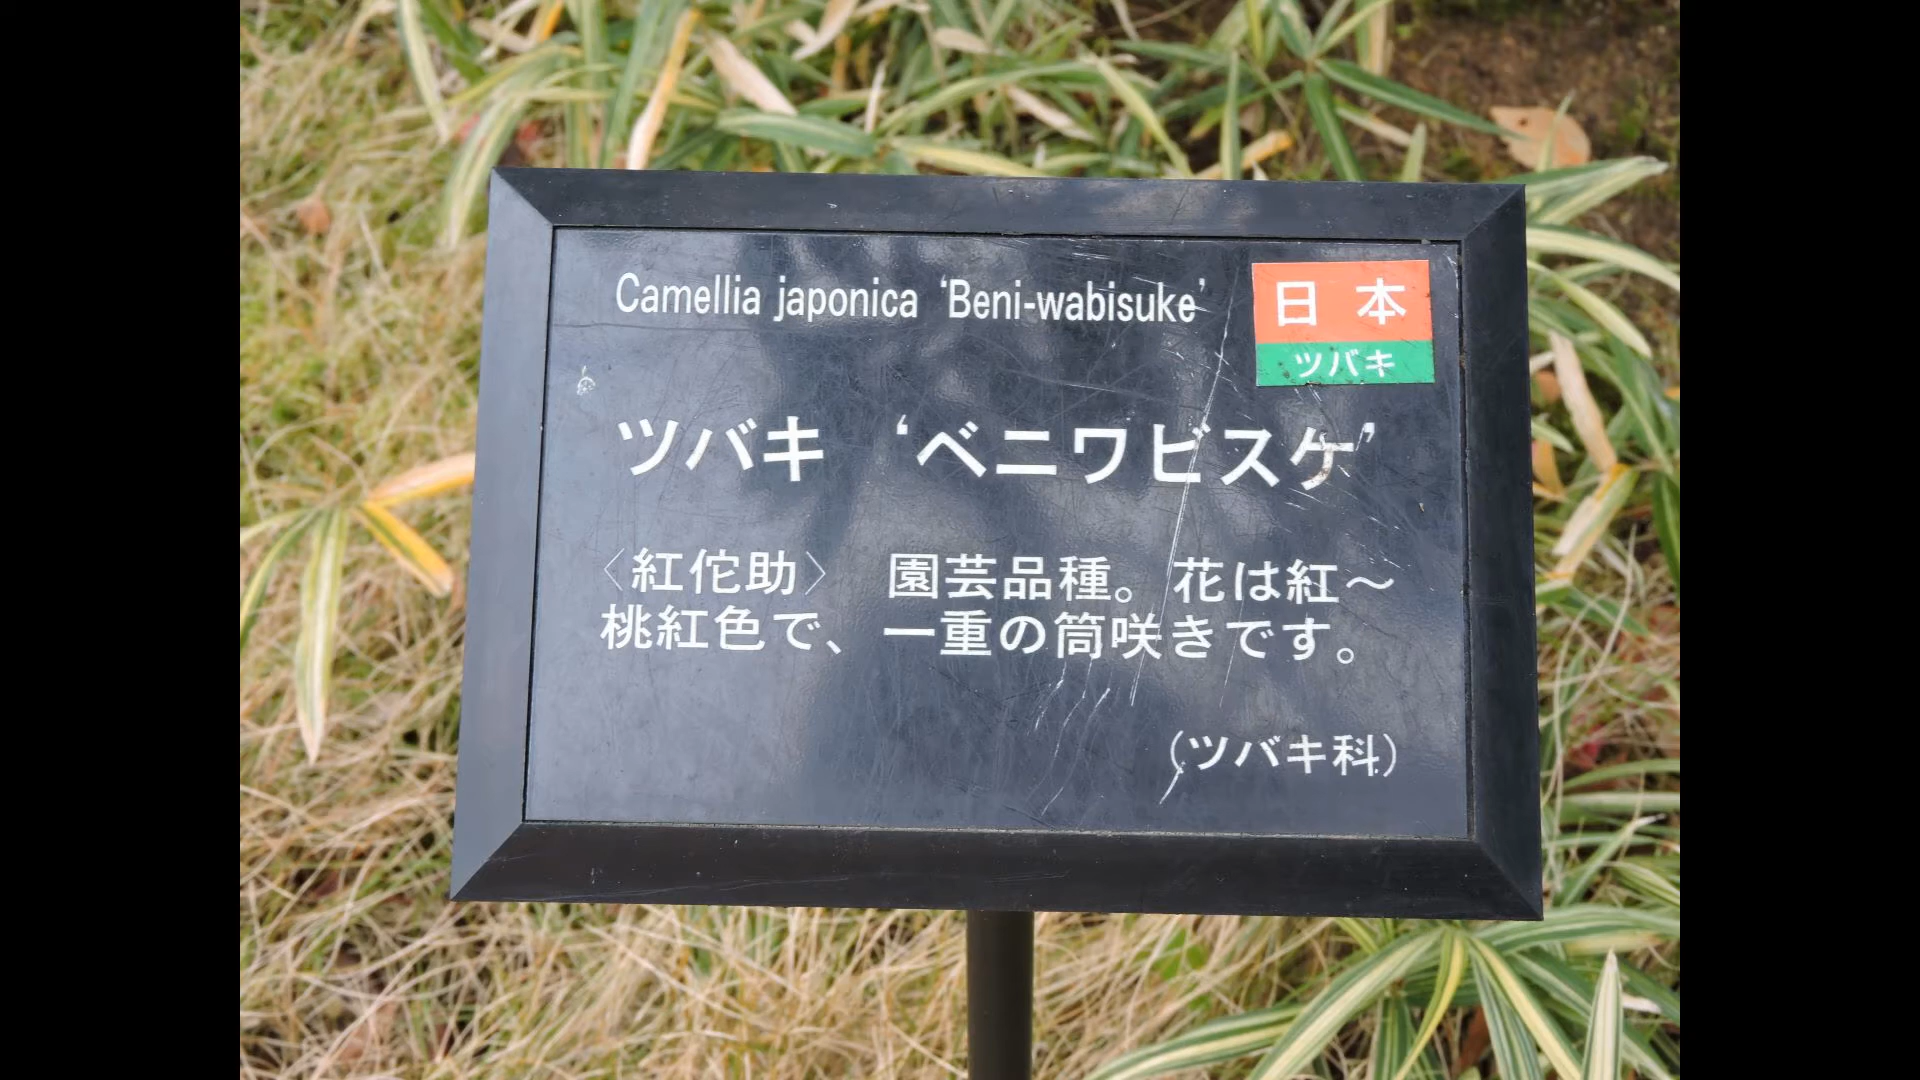 Camellia japonica ‘Beni-wabisuke’
日本
ツバキ
ツバキ ‘ベニワビスケ’
〈紅佗助〉 園芸品種。花は紅～
桃紅色で、一重の筒咲きです。
（ツバキ科）